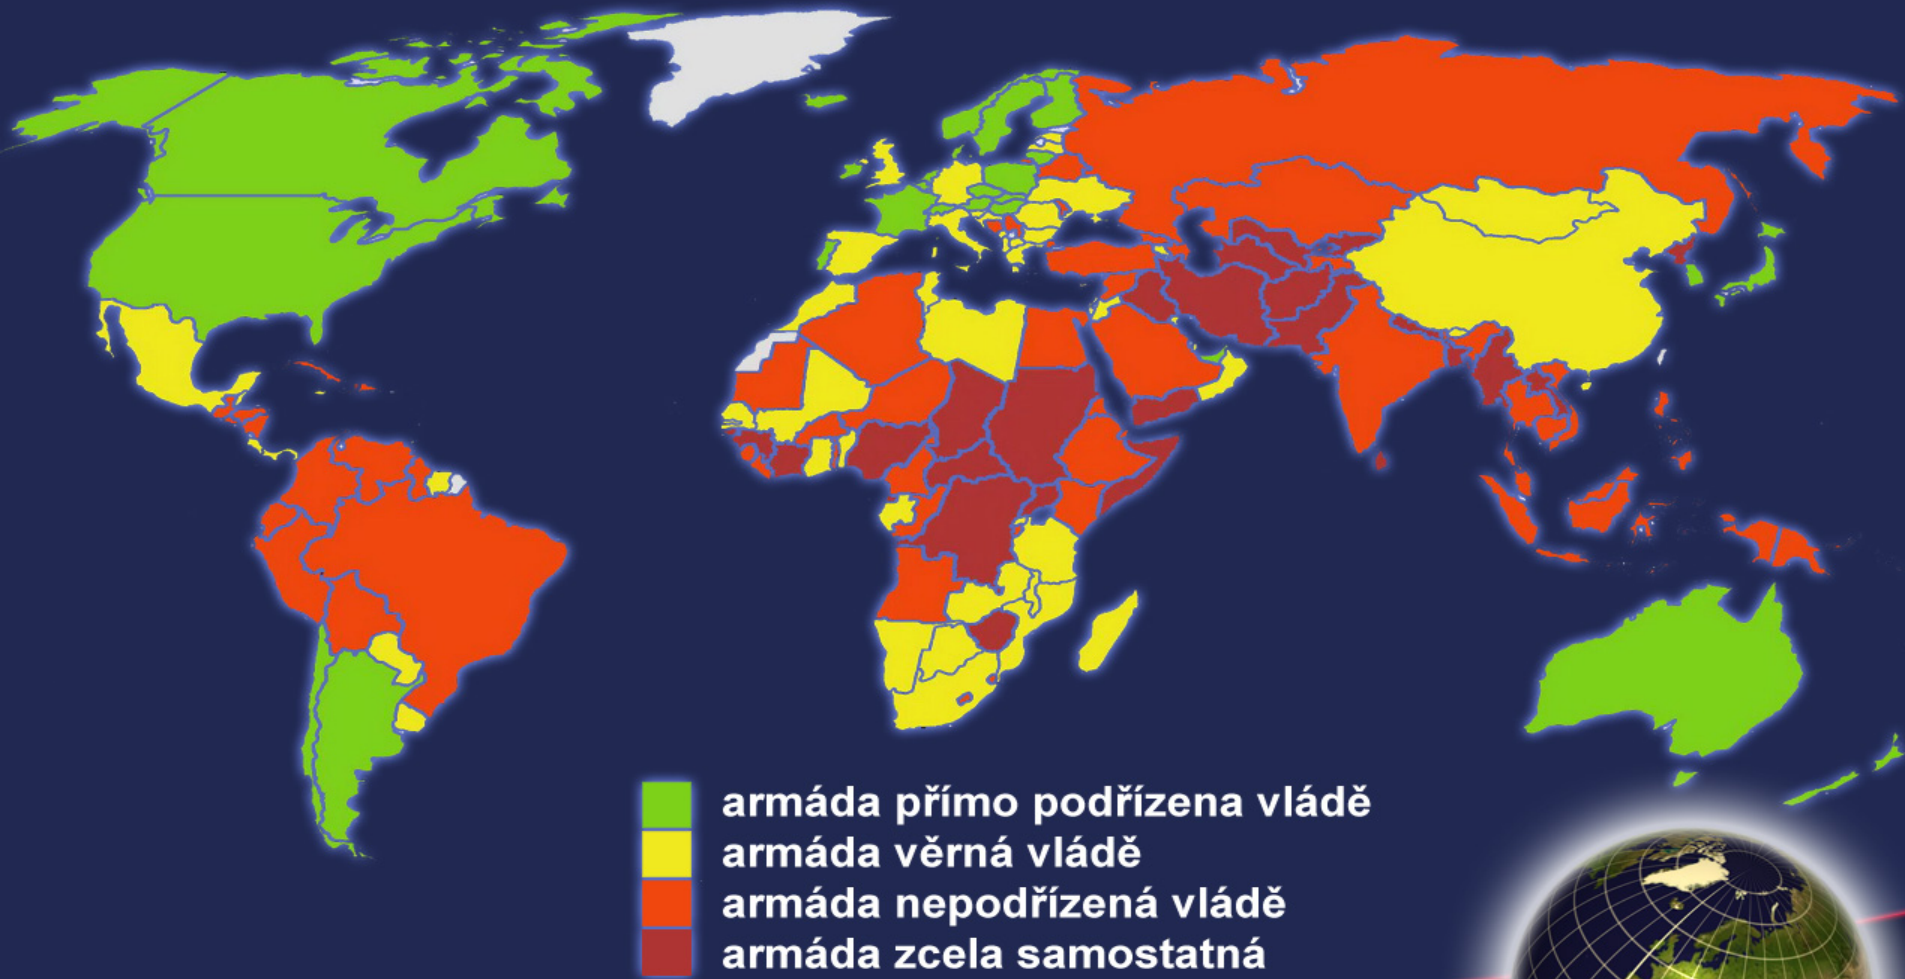 armáda přímo podřízena vládě
armáda věrná vládě
armáda nepodřízená vládě
armáda zcela samostatná